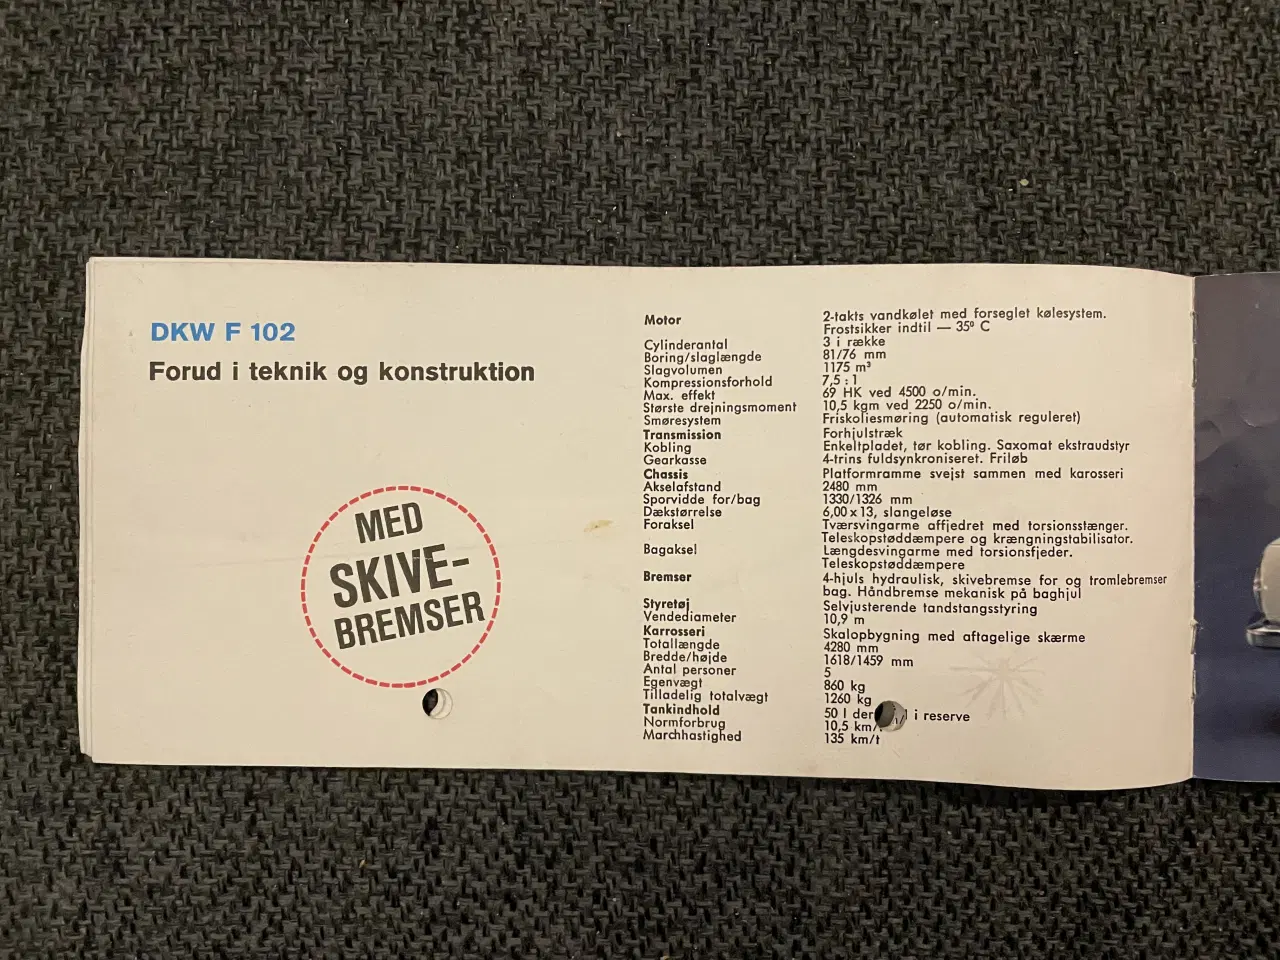 DKW F 102
Forud i teknik og konstruktion
MED
SKIVE-
BREMSER
Motor 2-takts vandkølet med forseglet kølesystem.
Frostsikker indtil — 35° C
Cylinderantal 3 i række
Boring/slaglængde 81/76 mm
Slagvolumen 1175 m³
Kompressionsforhold 7,5 : 1
Max. effekt 69 HK ved 4500 o/min.
Største drejningsmoment 10,5 kgm ved 2250 o/min.
Smøresystem Friskoliesmøring (automatisk reguleret)
Transmission Forhjulstræk
Kobling Enkeltpladet, tør kobling. Saxomat ekstraudstyr
Gearkasse 4-trins fuldsynkroniseret. Friløb
Chassis Platformramme svejst sammen med karosseri
Akselafstand 2480 mm
Sporvidde for/bag 1330/1326 mm
Dækstørrelse 6,00 x 13, slangeløse
Foraksel Tværsvingarme affjedret med torsionsstænger.
Teleskopstøddæmpere og krængningstabilisator.
Bagaksel Længdesvingarme med torsionsfjeder.
Teleskopstøddæmpere
Bremser 4-hjuls hydraulisk, skivebremse for og tromlebremser
bag. Håndbremse mekanisk på baghjul
Styretøj Selvjusterende tandstangsstyring
Vendediameter 10,9 m
Karrosseri Skalopbygning med aftagelige skærme
Totallængde 4280 mm
Bredde/højde 1618/1459 mm
Antal personer 5
Egenvægt 860 kg
Tilladelig totalvægt 1260 kg
Tankindhold 50 l i reserve
Normforbrug 10,5 km/
Marchhastighed 135 km/t